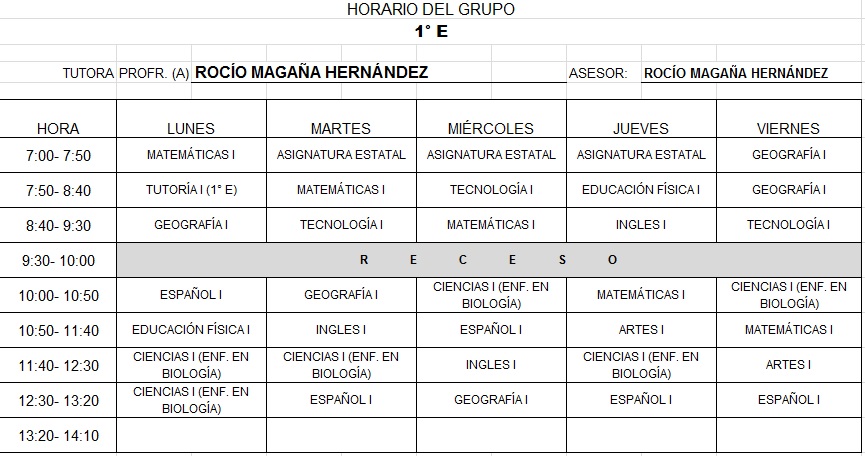 HORARIO DEL GRUPO
1° E
TUTORA PROFR. (A) ROCÍO MAGAÑA HERNÁNDEZ ASESOR: ROCÍO MAGAÑA HERNÁNDEZ
HORA LUNES MARTES MIÉRCOLES JUEVES VIERNES
7:00- 7:50 MATEMÁTICAS I ASIGNATURA ESTATAL ASIGNATURA ESTATAL ASIGNATURA ESTATAL GEOGRAFÍA I
7:50- 8:40 TUTORÍA I (1° E) MATEMÁTICAS I TECNOLOGÍA I EDUCACIÓN FÍSICA I GEOGRAFÍA I
8:40- 9:30 GEOGRAFÍA I TECNOLOGÍA I MATEMÁTICAS I INGLES I TECNOLOGÍA I
9:30- 10:00 R E C E S O
10:00- 10:50 ESPAÑOL I GEOGRAFÍA I CIENCIAS I (ENF. EN BIOLOGÍA) MATEMÁTICAS I CIENCIAS I (ENF. EN BIOLOGÍA)
10:50- 11:40 EDUCACIÓN FÍSICA I INGLES I ESPAÑOL I ARTES I MATEMÁTICAS I
11:40- 12:30 CIENCIAS I (ENF. EN BIOLOGÍA) CIENCIAS I (ENF. EN BIOLOGÍA) INGLES I CIENCIAS I (ENF. EN BIOLOGÍA) ARTES I
12:30- 13:20 CIENCIAS I (ENF. EN BIOLOGÍA) ESPAÑOL I GEOGRAFÍA I ESPAÑOL I ESPAÑOL I
13:20- 14:10